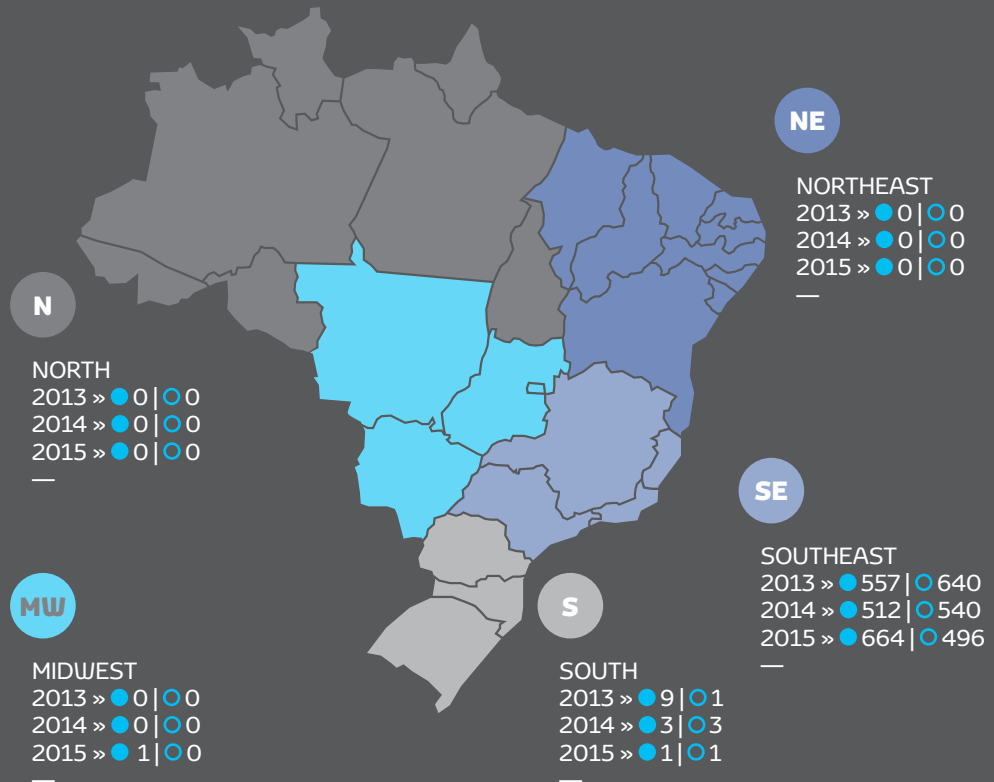 NE
NORTHEAST
2013 » ● 0 | ○ 0
2014 » ● 0 | ○ 0
2015 » ● 0 | ○ 0
—
N
NORTH
2013 » ● 0 | ○ 0
2014 » ● 0 | ○ 0
2015 » ● 0 | ○ 0
—
SE
SOUTHEAST
2013 » ● 557 | ○ 640
2014 » ● 512 | ○ 540
2015 » ● 664 | ○ 496
—
MW
MIDWEST
2013 » ● 0 | ○ 0
2014 » ● 0 | ○ 0
2015 » ● 1 | ○ 0
—
S
SOUTH
2013 » ● 9 | ○ 1
2014 » ● 3 | ○ 3
2015 » ● 1 | ○ 1
—